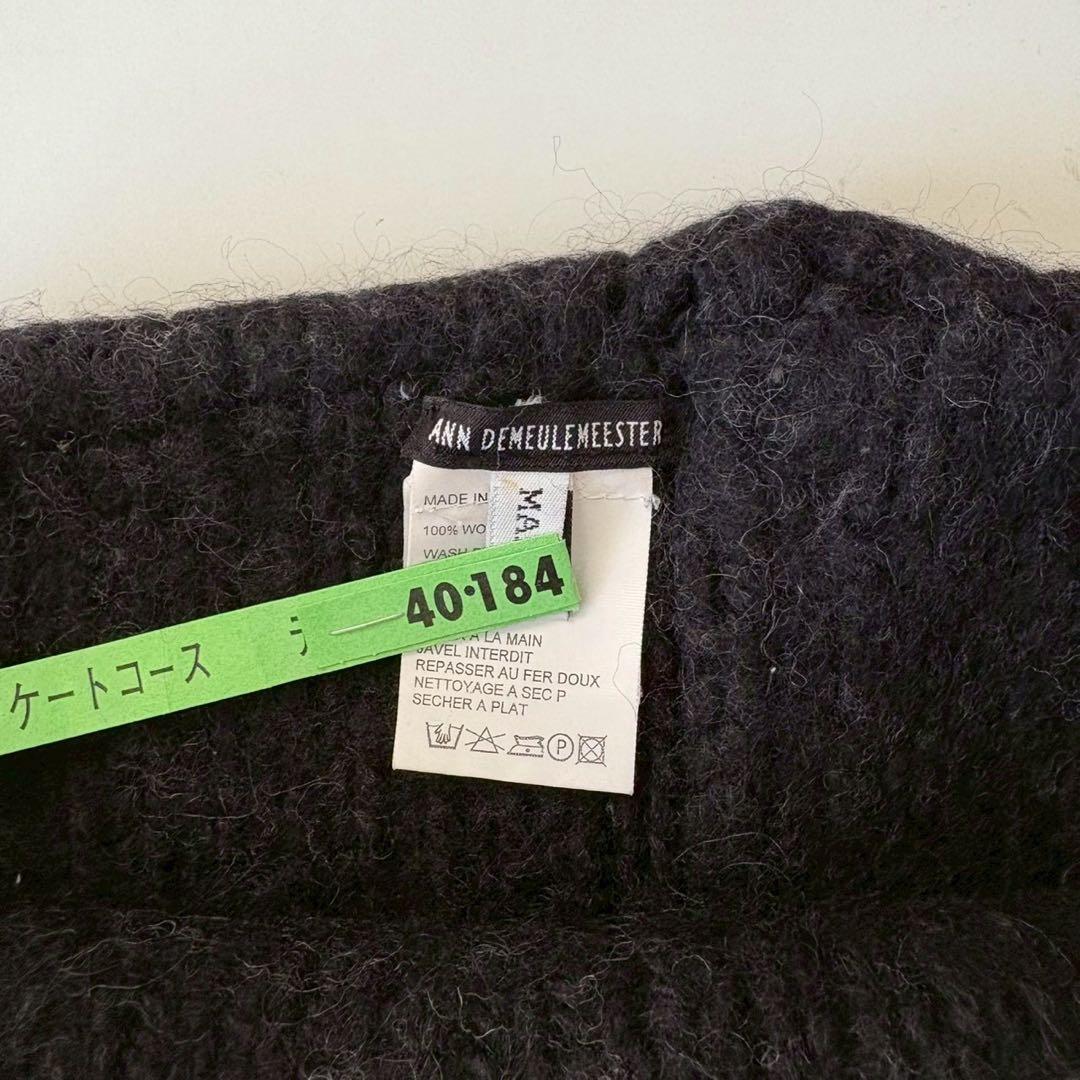 ANN DEMEULEMEESTER
MADE IN
MA
100% WO
WASH
40·184
ケートコース
A LA MAIN
JAVEL INTERDIT
REPASSER AU FER DOUX
NETTOYAGE A SEC P
SECHER A PLAT
P